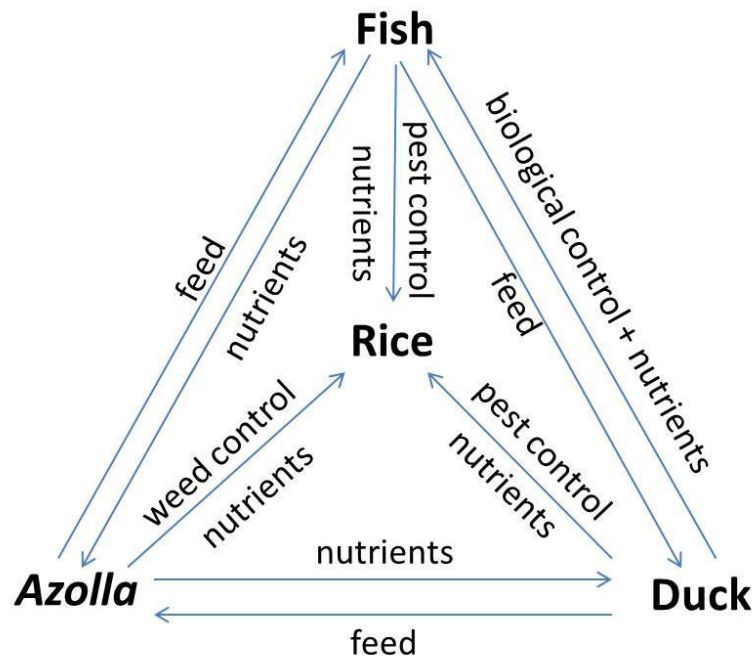 Fish
biological control + nutrients
feed
nutrients
nutrients
pest control
feed
Rice
weed control
nutrients
pest control
nutrients
nutrients
Azolla
Duck
feed